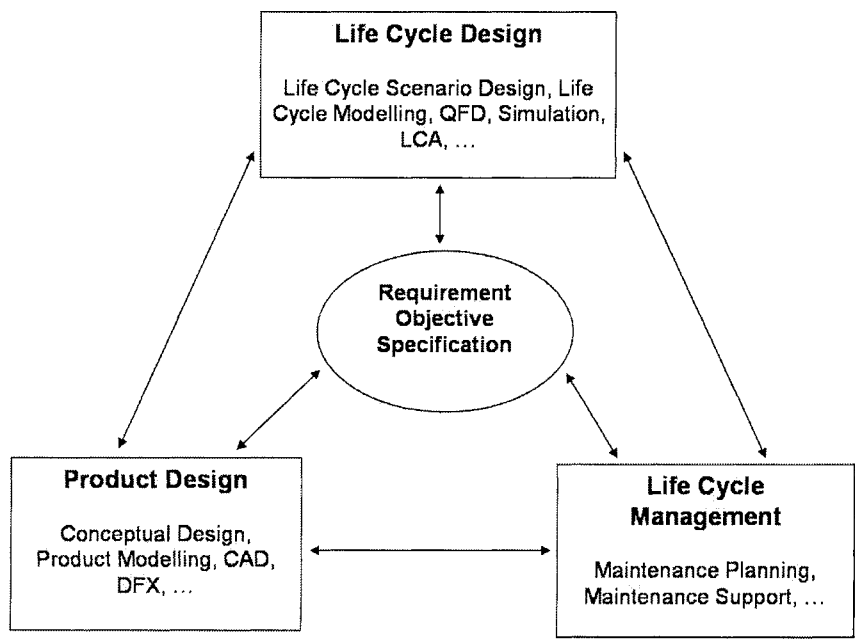 Life Cycle Design
Life Cycle Scenario Design, Life
Cycle Modelling, QFD, Simulation,
LCA, ...
Requirement
Objective
Specification
Product Design
Conceptual Design,
Product Modelling, CAD,
DFX, ...
Life Cycle
Management
Maintenance Planning,
Maintenance Support, ...